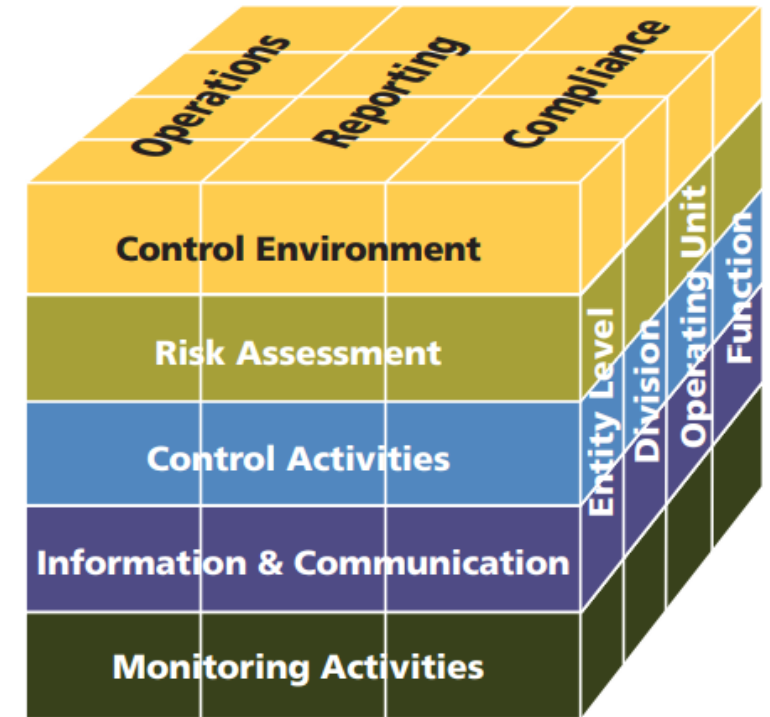 Operations
Reporting
Compliance
Control Environment
Risk Assessment
Control Activities
Information & Communication
Monitoring Activities
Entity Level
Division
Operating Unit
Function